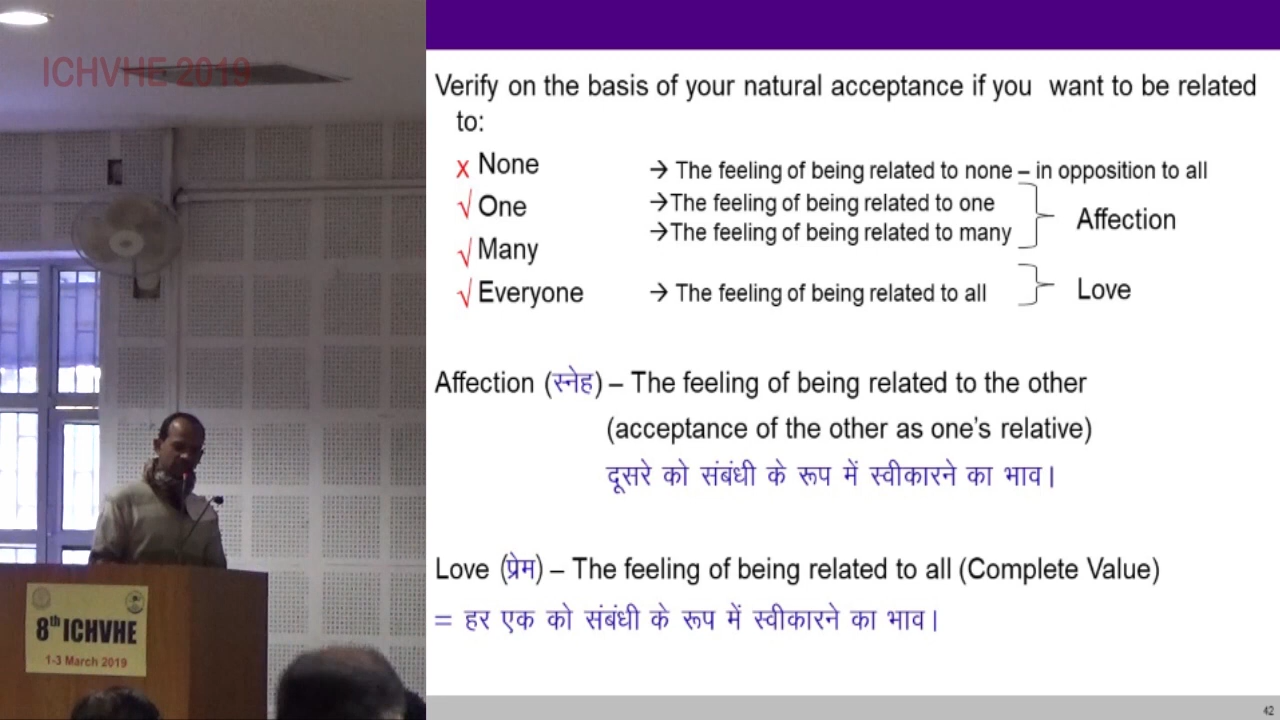 ICHVHE 2019
8th ICHVHE
1-3 March 2019
Verify on the basis of your natural acceptance if you want to be related
to:
x None → The feeling of being related to none – in opposition to all
√ One → The feeling of being related to one
√ Many → The feeling of being related to many
Affection
√ Everyone → The feeling of being related to all
Love
Affection (स्नेह) – The feeling of being related to the other
(acceptance of the other as one's relative)
दूसरे को संबंधी के रूप में स्वीकारने का भाव।
Love (प्रेम) – The feeling of being related to all (Complete Value)
= हर एक को संबंधी के रूप में स्वीकारने का भाव।
42